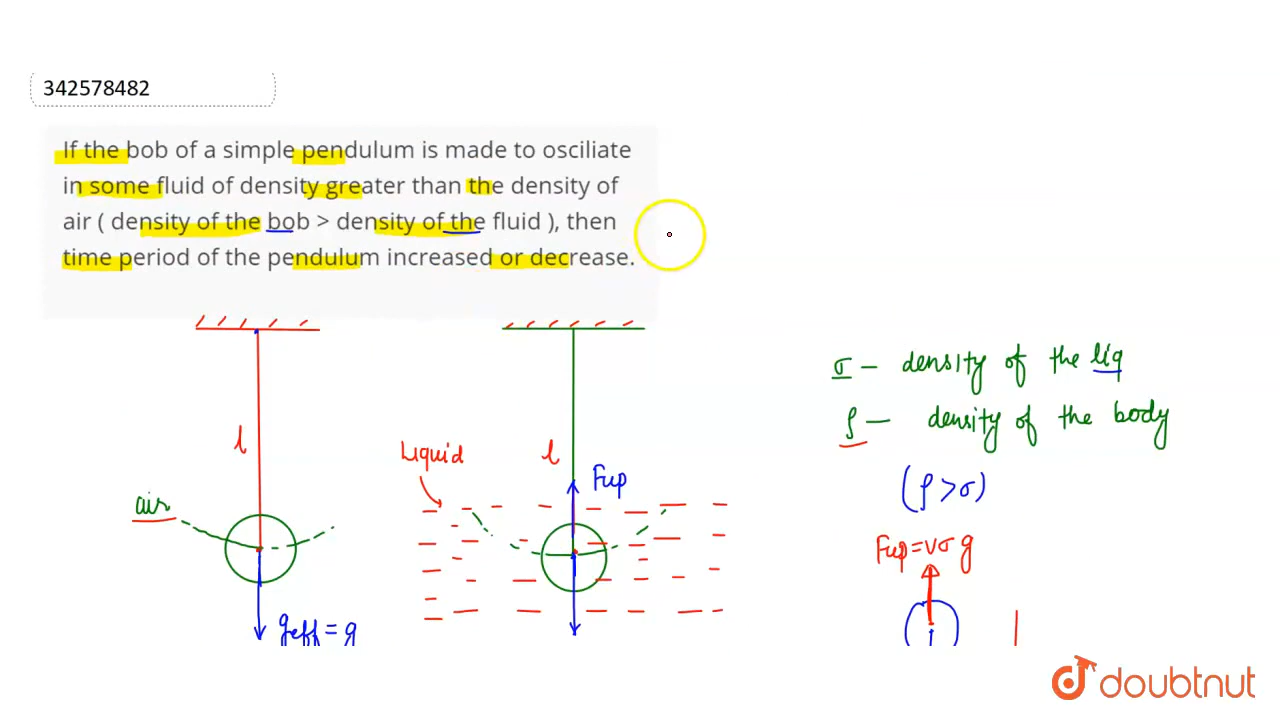 342578482
If the bob of a simple pendulum is made to osciliate
in some fluid of density greater than the density of
air ( density of the bob > density of the fluid ), then
time period of the pendulum increased or decrease.
σ – density of the liq
ρ – density of the body
(ρ > σ)
l
Liquid
l
Fup
air
Fup = vσg
geff = g
doubtnut